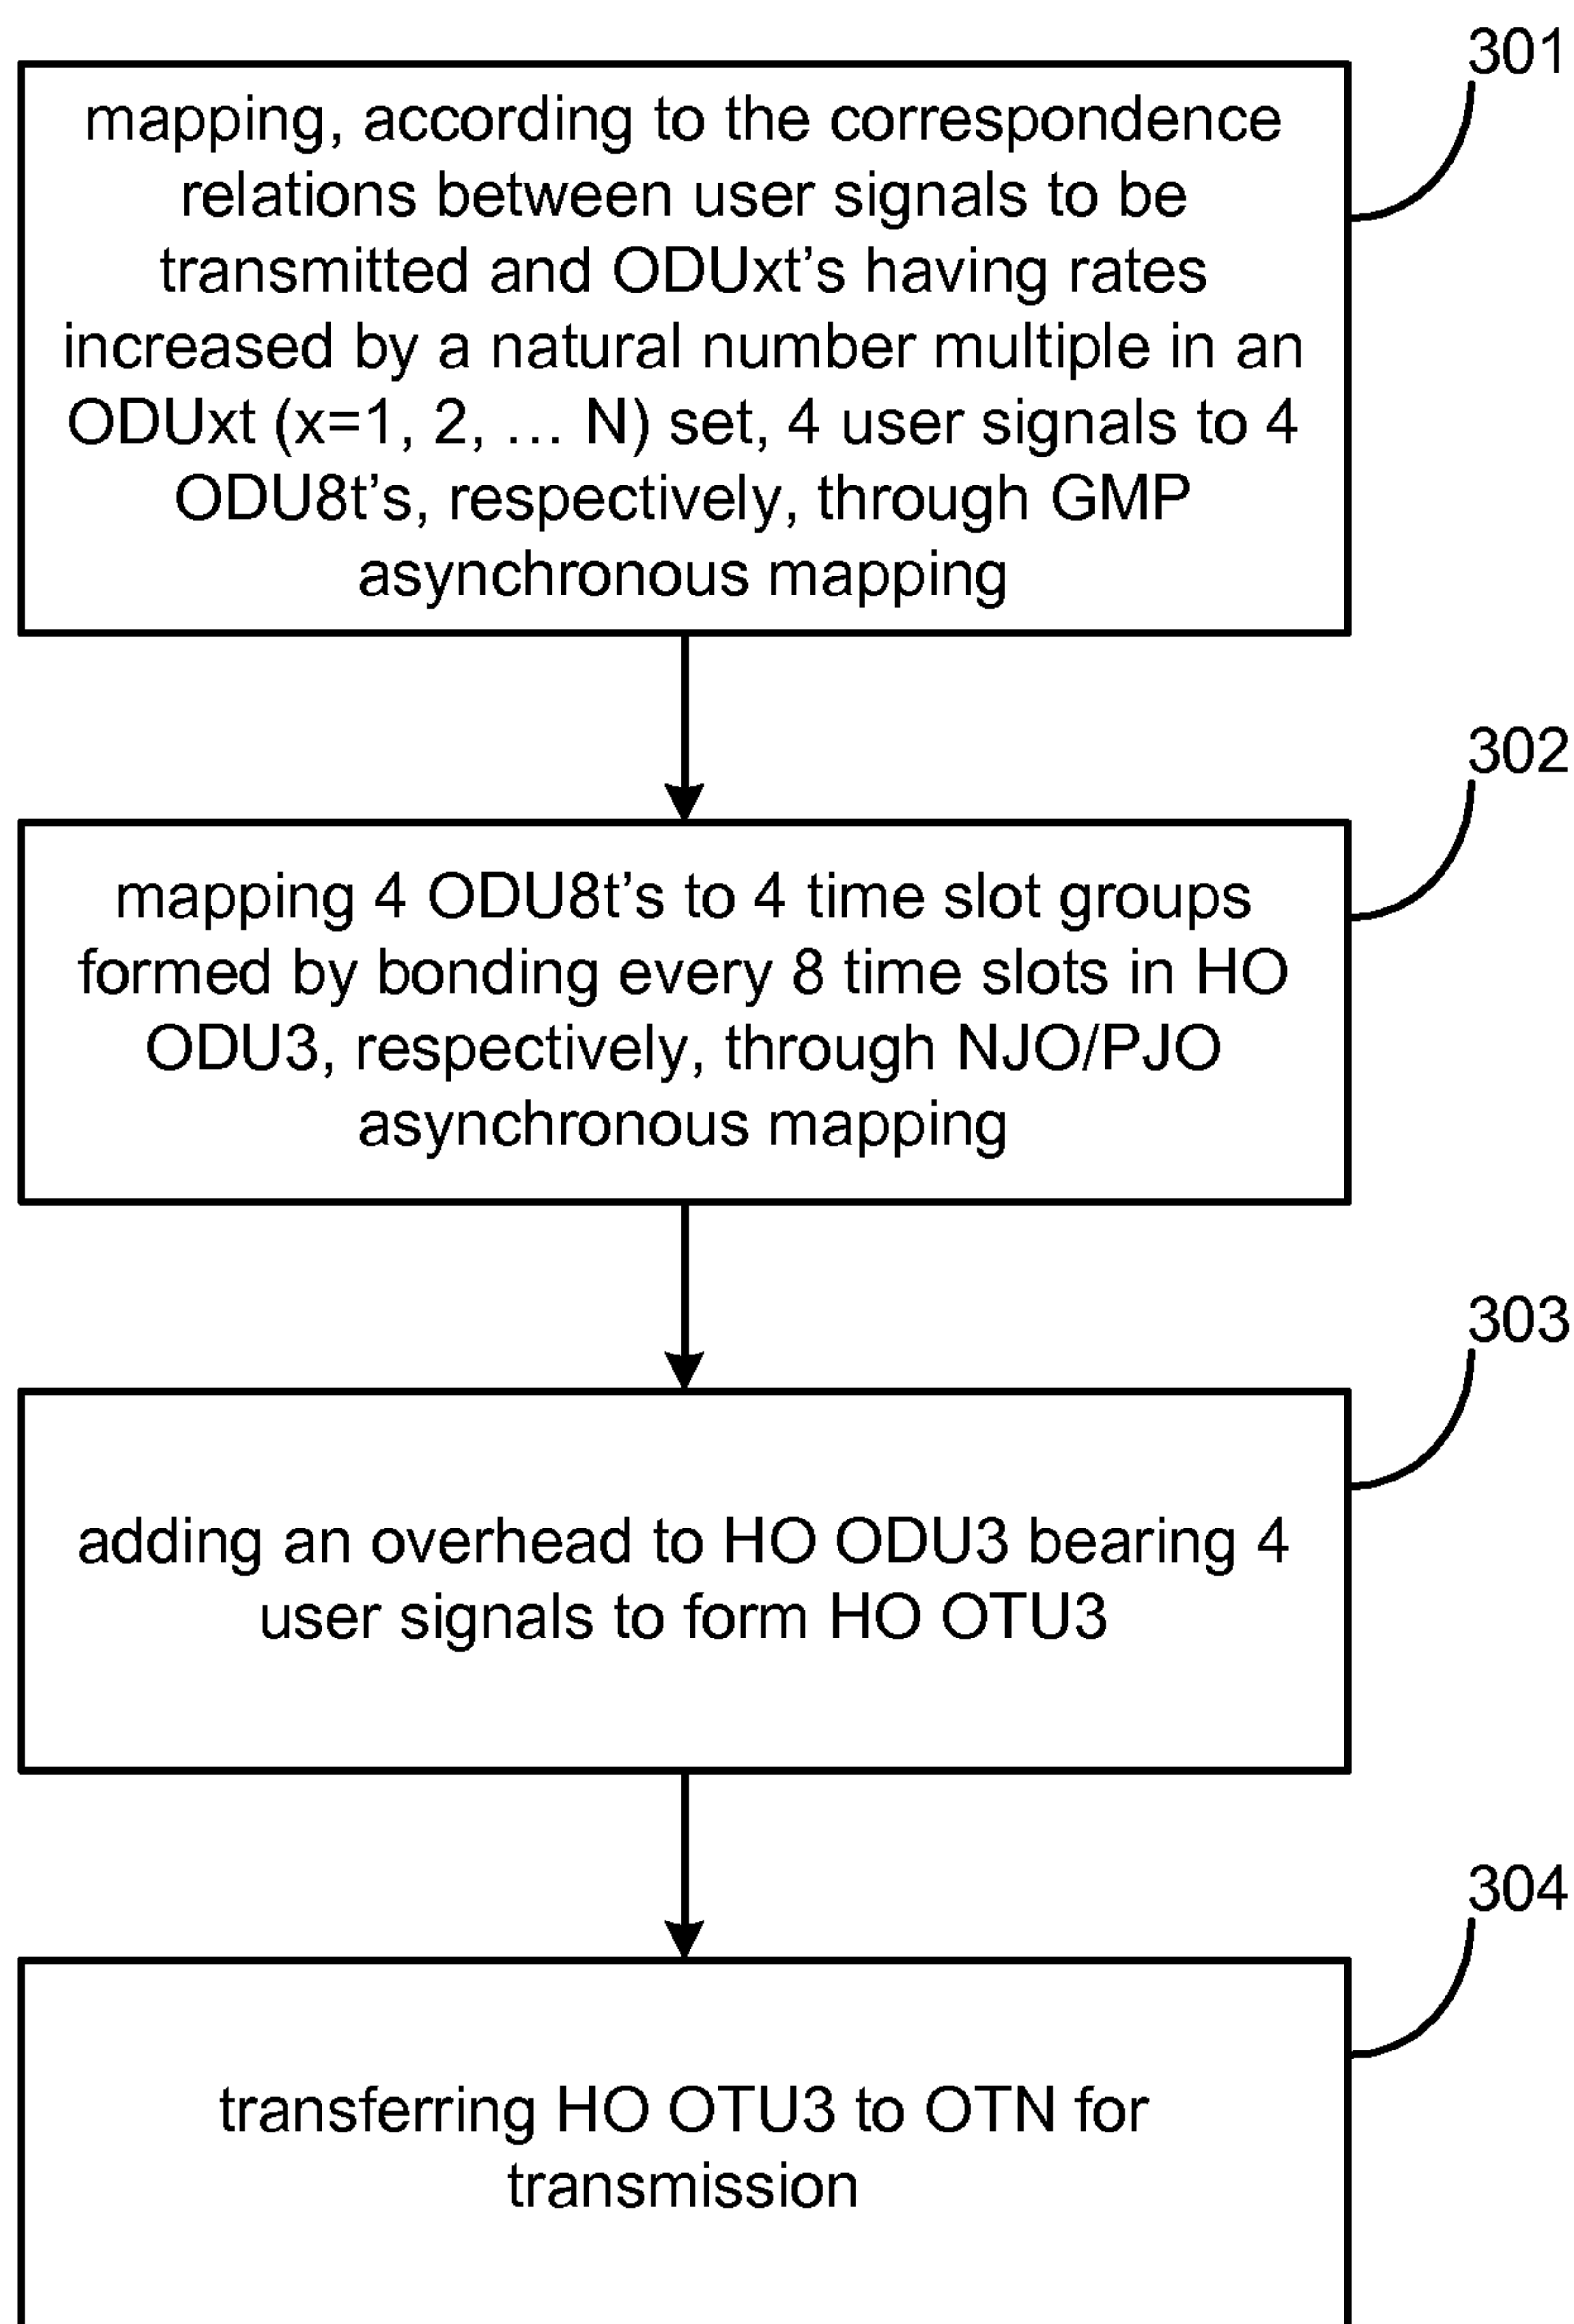 301
mapping, according to the correspondence
relations between user signals to be
transmitted and ODUxt’s having rates
increased by a natural number multiple in an
ODUxt (x=1, 2, ... N) set, 4 user signals to 4
ODU8t’s, respectively, through GMP
asynchronous mapping
302
mapping 4 ODU8t’s to 4 time slot groups
formed by bonding every 8 time slots in HO
ODU3, respectively, through NJO/PJO
asynchronous mapping
303
adding an overhead to HO ODU3 bearing 4
user signals to form HO OTU3
304
transferring HO OTU3 to OTN for
transmission